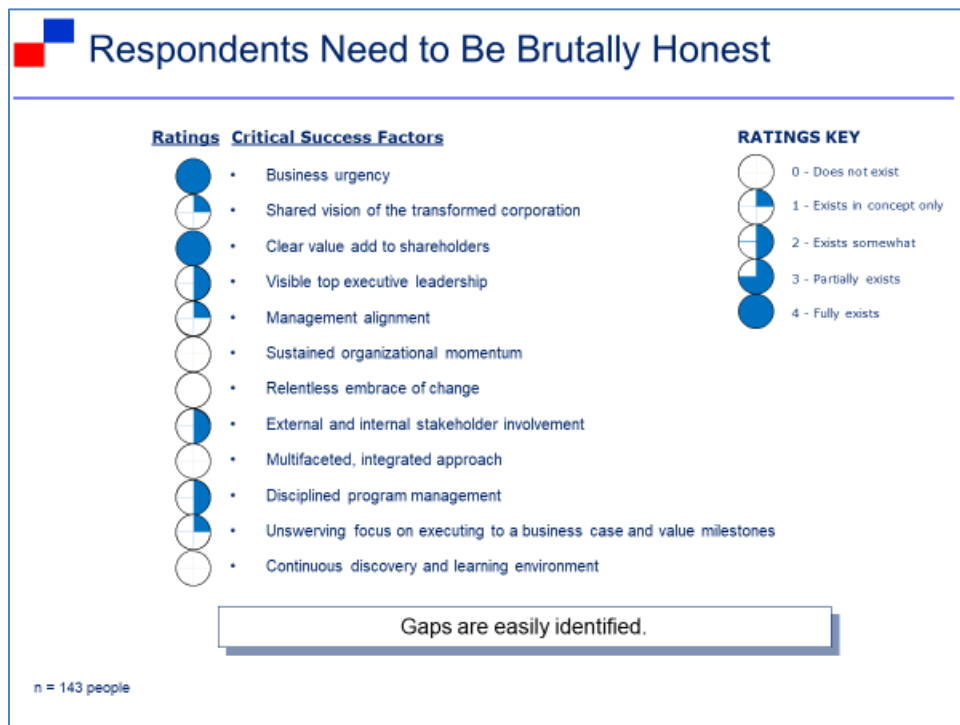 Respondents Need to Be Brutally Honest
Ratings Critical Success Factors
• Business urgency
• Shared vision of the transformed corporation
• Clear value add to shareholders
• Visible top executive leadership
• Management alignment
• Sustained organizational momentum
• Relentless embrace of change
• External and internal stakeholder involvement
• Multifaceted, integrated approach
• Disciplined program management
• Unswerving focus on executing to a business case and value milestones
• Continuous discovery and learning environment
RATINGS KEY
0 - Does not exist
1 - Exists in concept only
2 - Exists somewhat
3 - Partially exists
4 - Fully exists
Gaps are easily identified.
n = 143 people